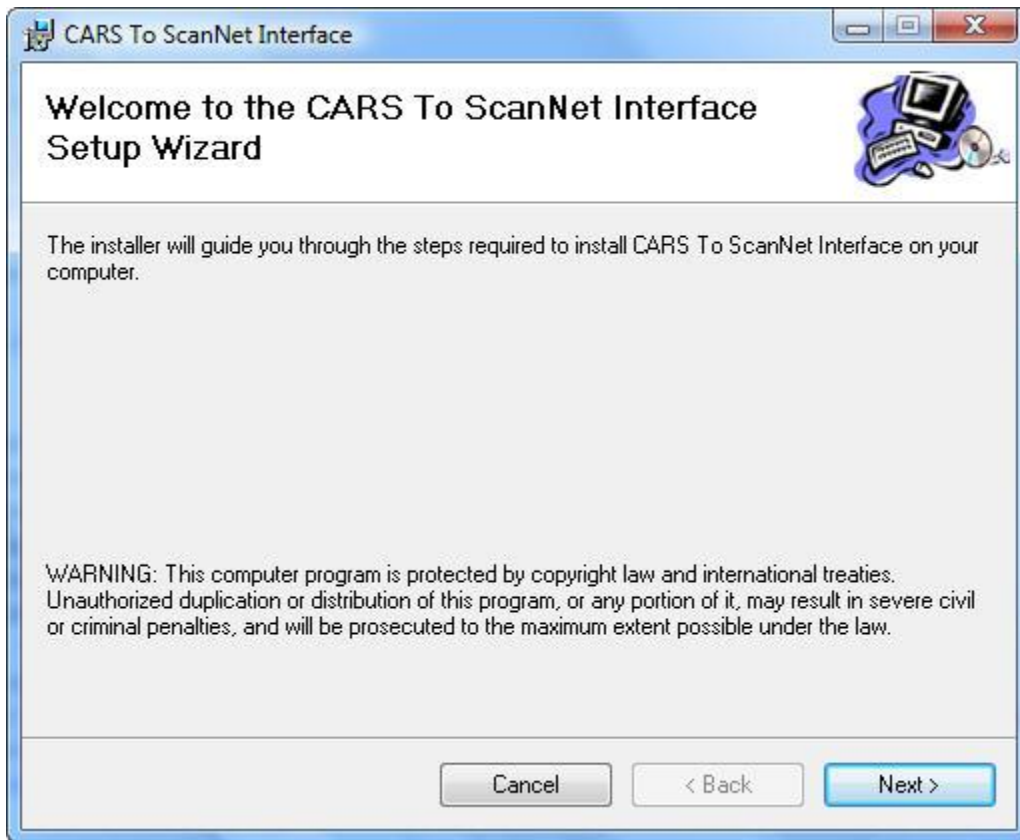 CARS To ScanNet Interface
Welcome to the CARS To ScanNet Interface
Setup Wizard
The installer will guide you through the steps required to install CARS To ScanNet Interface on your
computer.
WARNING: This computer program is protected by copyright law and international treaties.
Unauthorized duplication or distribution of this program, or any portion of it, may result in severe civil
or criminal penalties, and will be prosecuted to the maximum extent possible under the law.
Cancel
< Back
Next >